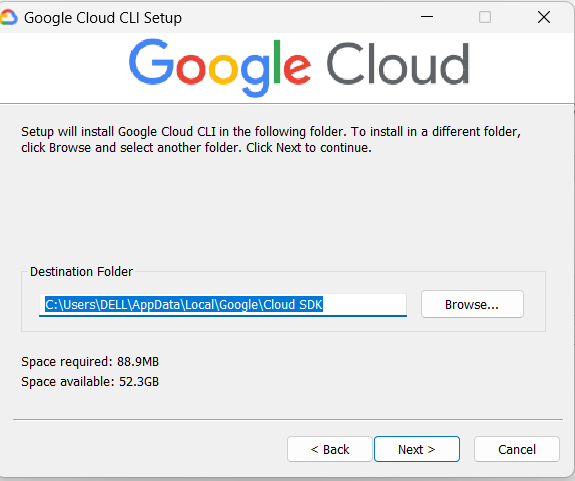 Google Cloud CLI Setup
Google Cloud
Setup will install Google Cloud CLI in the following folder. To install in a different folder,
click Browse and select another folder. Click Next to continue.
Destination Folder
C:\Users\DELL\AppData\Local\Google\Cloud SDK
Browse...
Space required: 88.9MB
Space available: 52.3GB
< Back
Next >
Cancel